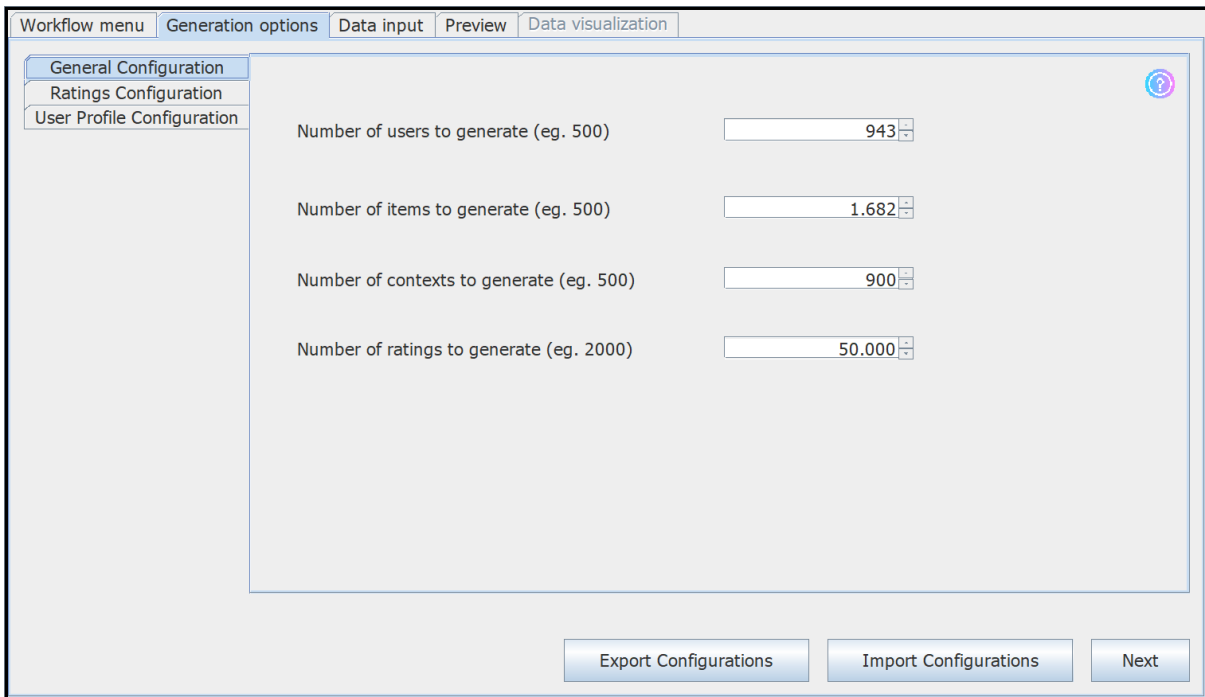 Workflow menu Generation options Data input Preview Data visualization
General Configuration
Ratings Configuration
User Profile Configuration
?
Number of users to generate (eg. 500) 943
Number of items to generate (eg. 500) 1.682
Number of contexts to generate (eg. 500) 900
Number of ratings to generate (eg. 2000) 50.000
Export Configurations Import Configurations Next